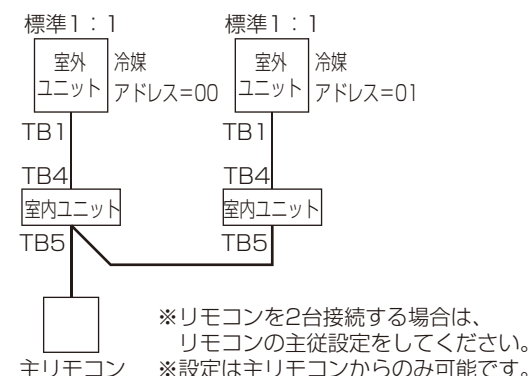 標準1：1
標準1：1
室外
ユニット
冷媒
アドレス=00
室外
ユニット
冷媒
アドレス=01
TB1
TB1
TB4
TB4
室内ユニット
室内ユニット
TB5
TB5
主リモコン
※リモコンを2台接続する場合は、
リモコンの主従設定をしてください。
※設定は主リモコンからのみ可能です。